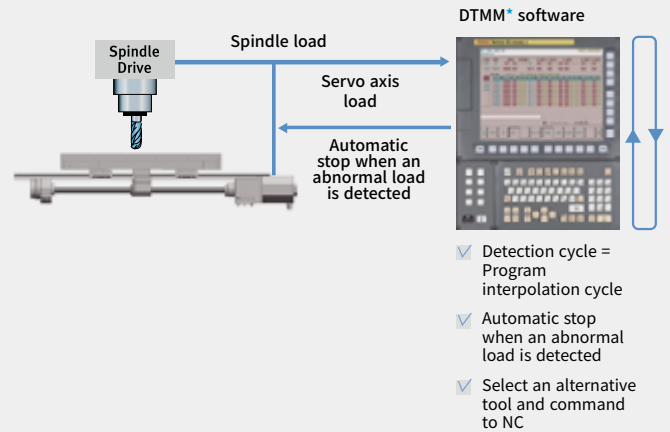 DTMM* software
Spindle load
Spindle
Drive
Servo axis
load
Automatic
stop when an
abnormal load
is detected
Detection cycle =
Program
interpolation cycle
Automatic stop
when an abnormal
load is detected
Select an alternative
tool and command
to NC